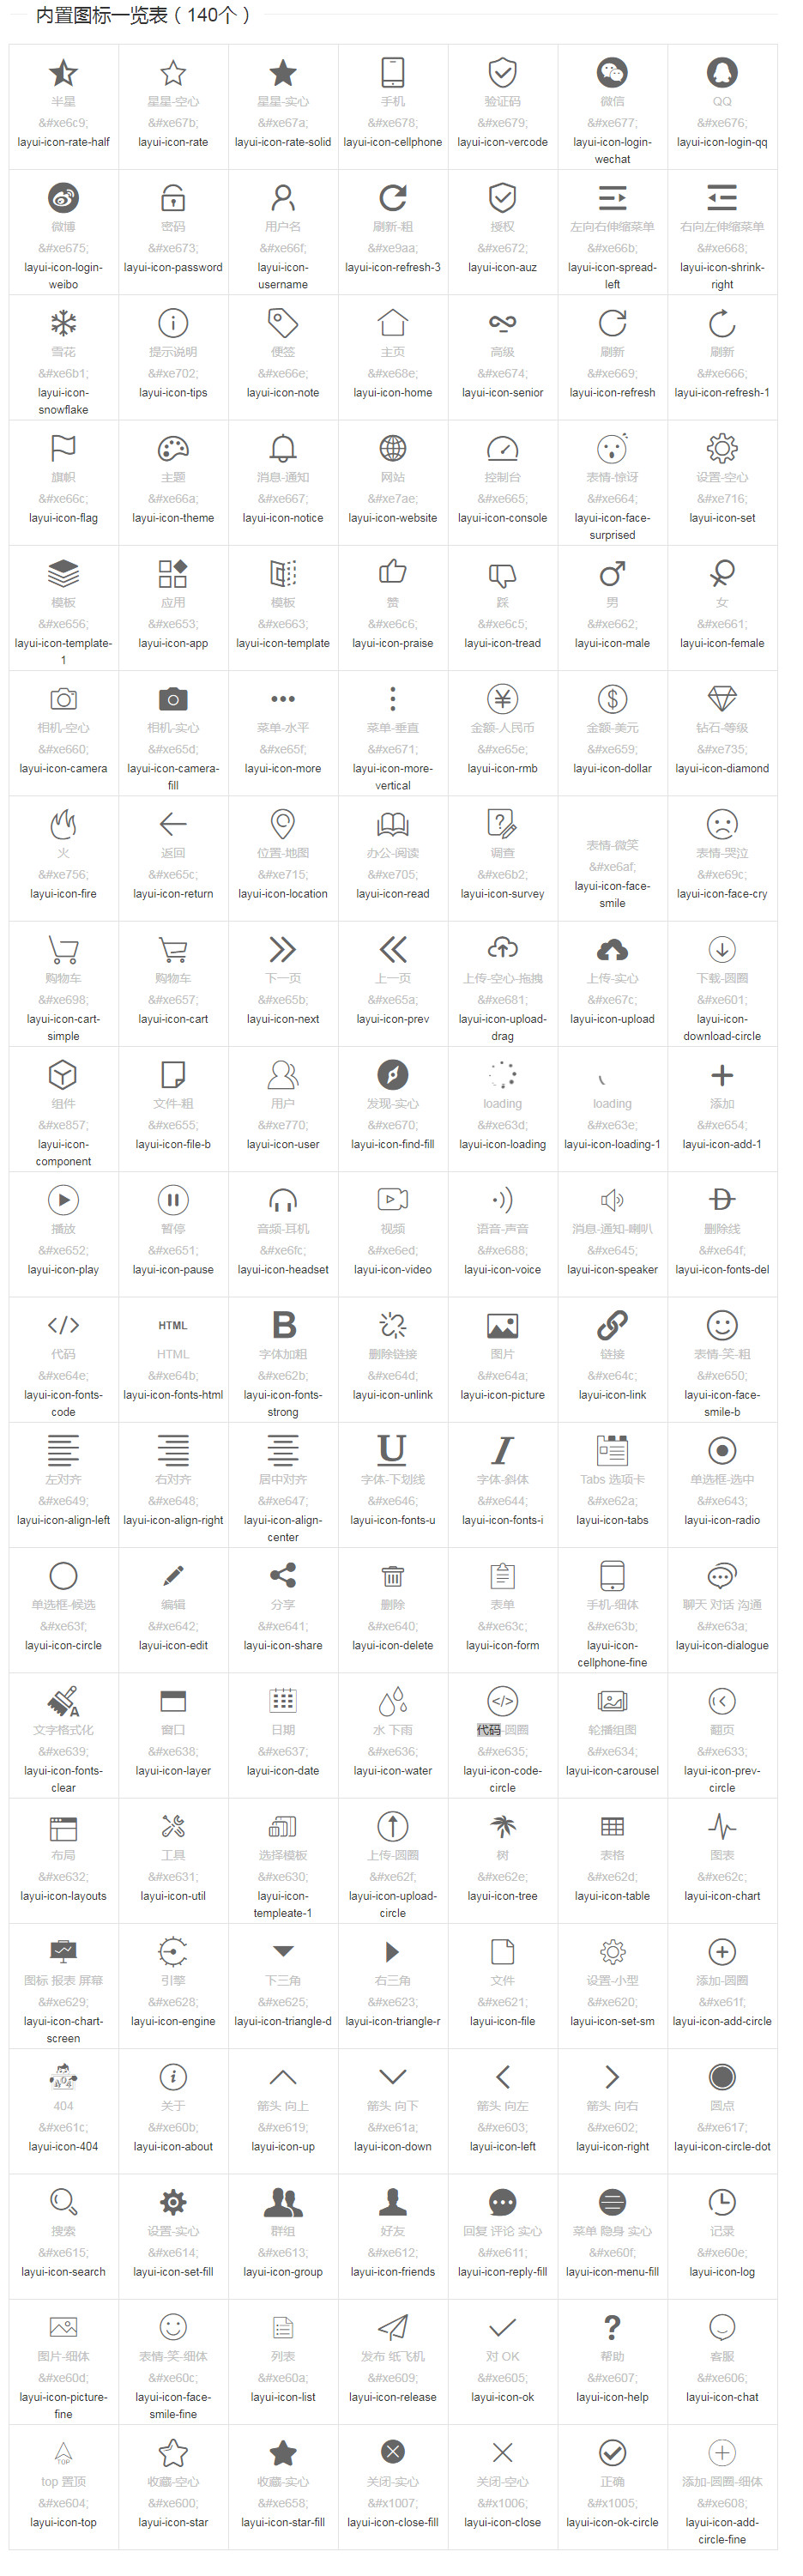 内置图标一览表（140个）
半星
&#xe6c9;
layui-icon-rate-half
星星-空心
&#xe67b;
layui-icon-rate
星星-实心
&#xe67a;
layui-icon-rate-solid
手机
&#xe678;
layui-icon-cellphone
验证码
&#xe679;
layui-icon-vercode
微信
&#xe677;
layui-icon-login-
wechat
QQ
&#xe676;
layui-icon-login-qq
微博
&#xe675;
layui-icon-login-
weibo
密码
&#xe673;
layui-icon-password
用户名
&#xe66f;
layui-icon-
username
刷新-粗
&#xe9aa;
layui-icon-refresh-3
授权
&#xe672;
layui-icon-auz
左向右伸缩菜单
&#xe66b;
layui-icon-spread-
left
右向左伸缩菜单
&#xe668;
layui-icon-shrink-
right
雪花
&#xe6b1;
layui-icon-
snowflake
提示说明
&#xe702;
layui-icon-tips
便签
&#xe66e;
layui-icon-note
主页
&#xe68e;
layui-icon-home
高级
&#xe674;
layui-icon-senior
刷新
&#xe669;
layui-icon-refresh
刷新
&#xe666;
layui-icon-refresh-1
旗帜
&#xe66c;
layui-icon-flag
主题
&#xe66a;
layui-icon-theme
消息-通知
&#xe667;
layui-icon-notice
网站
&#xe7ae;
layui-icon-website
控制台
&#xe665;
layui-icon-console
表情-惊讶
&#xe664;
layui-icon-face-
surprised
设置-空心
&#xe716;
layui-icon-set
模板
&#xe656;
layui-icon-template-
1
应用
&#xe653;
layui-icon-app
模板
&#xe663;
layui-icon-template
赞
&#xe6c6;
layui-icon-praise
踩
&#xe6c5;
layui-icon-tread
男
&#xe662;
layui-icon-male
女
&#xe661;
layui-icon-female
相机-空心
&#xe660;
layui-icon-camera
相机-实心
&#xe65d;
layui-icon-camera-
fill
菜单-水平
&#xe65f;
layui-icon-more
菜单-垂直
&#xe671;
layui-icon-more-
vertical
金额-人民币
&#xe65e;
layui-icon-rmb
金额-美元
&#xe659;
layui-icon-dollar
钻石-等级
&#xe735;
layui-icon-diamond
火
&#xe756;
layui-icon-fire
返回
&#xe65c;
layui-icon-return
位置-地图
&#xe715;
layui-icon-location
办公-阅读
&#xe705;
layui-icon-read
调查
&#xe6b2;
layui-icon-survey
表情-微笑
&#xe6af;
layui-icon-face-
smile
表情-哭泣
&#xe69c;
layui-icon-face-cry
购物车
&#xe698;
layui-icon-cart-
simple
购物车
&#xe657;
layui-icon-cart
下一页
&#xe65b;
layui-icon-next
上一页
&#xe65a;
layui-icon-prev
上传-空心-拖拽
&#xe681;
layui-icon-upload-
drag
上传-实心
&#xe67c;
layui-icon-upload
下载-圆圈
&#xe601;
layui-icon-
download-circle
组件
&#xe857;
layui-icon-
component
文件-粗
&#xe655;
layui-icon-file-b
用户
&#xe770;
layui-icon-user
发现-实心
&#xe670;
layui-icon-find-fill
loading
&#xe63d;
layui-icon-loading
loading
&#xe63e;
layui-icon-loading-1
添加
&#xe654;
layui-icon-add-1
播放
&#xe652;
layui-icon-play
暂停
&#xe651;
layui-icon-pause
音频-耳机
&#xe6fc;
layui-icon-headset
视频
&#xe6ed;
layui-icon-video
语音-声音
&#xe688;
layui-icon-voice
消息-通知-喇叭
&#xe645;
layui-icon-speaker
删除线
&#xe64f;
layui-icon-fonts-del
代码
&#xe64e;
layui-icon-fonts-
code
HTML
HTML
&#xe64b;
layui-icon-fonts-html
B
字体加粗
&#xe62b;
layui-icon-fonts-
strong
删除链接
&#xe64d;
layui-icon-unlink
图片
&#xe64a;
layui-icon-picture
链接
&#xe64c;
layui-icon-link
表情-笑-粗
&#xe650;
layui-icon-face-
smile-b
左对齐
&#xe649;
layui-icon-align-left
右对齐
&#xe648;
layui-icon-align-right
居中对齐
&#xe647;
layui-icon-align-
center
U
字体-下划线
&#xe646;
layui-icon-fonts-u
I
字体-斜体
&#xe644;
layui-icon-fonts-i
Tabs 选项卡
&#xe62a;
layui-icon-tabs
单选框-选中
&#xe643;
layui-icon-radio
单选框-候选
&#xe63f;
layui-icon-circle
编辑
&#xe642;
layui-icon-edit
分享
&#xe641;
layui-icon-share
删除
&#xe640;
layui-icon-delete
表单
&#xe63c;
layui-icon-form
手机-细体
&#xe63b;
layui-icon-
cellphone-fine
聊天 对话 沟通
&#xe63a;
layui-icon-dialogue
文字格式化
&#xe639;
layui-icon-fonts-
clear
窗口
&#xe638;
layui-icon-layer
日期
&#xe637;
layui-icon-date
水 下雨
&#xe636;
layui-icon-water
代码-圆圈
&#xe635;
layui-icon-code-
circle
轮播组图
&#xe634;
layui-icon-carousel
翻页
&#xe633;
layui-icon-prev-
circle
布局
&#xe632;
layui-icon-layouts
工具
&#xe631;
layui-icon-util
选择模板
&#xe630;
layui-icon-
templeate-1
上传-圆圈
&#xe62f;
layui-icon-upload-
circle
树
&#xe62e;
layui-icon-tree
表格
&#xe62d;
layui-icon-table
图表
&#xe62c;
layui-icon-chart
图标 报表 屏幕
&#xe629;
layui-icon-chart-
screen
引擎
&#xe628;
layui-icon-engine
下三角
&#xe625;
layui-icon-triangle-d
右三角
&#xe623;
layui-icon-triangle-r
文件
&#xe621;
layui-icon-file
设置-小型
&#xe620;
layui-icon-set-sm
添加-圆圈
&#xe61f;
layui-icon-add-circle
404
&#xe61c;
layui-icon-404
关于
&#xe60b;
layui-icon-about
箭头 向上
&#xe619;
layui-icon-up
箭头 向下
&#xe61a;
layui-icon-down
箭头 向左
&#xe603;
layui-icon-left
箭头 向右
&#xe602;
layui-icon-right
圆点
&#xe617;
layui-icon-circle-dot
搜索
&#xe615;
layui-icon-search
设置-实心
&#xe614;
layui-icon-set-fill
群组
&#xe613;
layui-icon-group
好友
&#xe612;
layui-icon-friends
回复 评论 实心
&#xe611;
layui-icon-reply-fill
菜单 隐身 实心
&#xe60f;
layui-icon-menu-fill
记录
&#xe60e;
layui-icon-log
图片-细体
&#xe60d;
layui-icon-picture-
fine
表情-笑-细体
&#xe60c;
layui-icon-face-
smile-fine
列表
&#xe60a;
layui-icon-list
发布 纸飞机
&#xe609;
layui-icon-release
对 OK
&#xe605;
layui-icon-ok
帮助
&#xe607;
layui-icon-help
客服
&#xe606;
layui-icon-chat
TOP
top 置顶
&#xe604;
layui-icon-top
收藏-空心
&#xe600;
layui-icon-star
收藏-实心
&#xe658;
layui-icon-star-fill
关闭-实心
&#x1007;
layui-icon-close-fill
关闭-空心
&#x1006;
layui-icon-close
正确
&#x1005;
layui-icon-ok-circle
添加-圆圈-细体
&#xe608;
layui-icon-add-
circle-fine